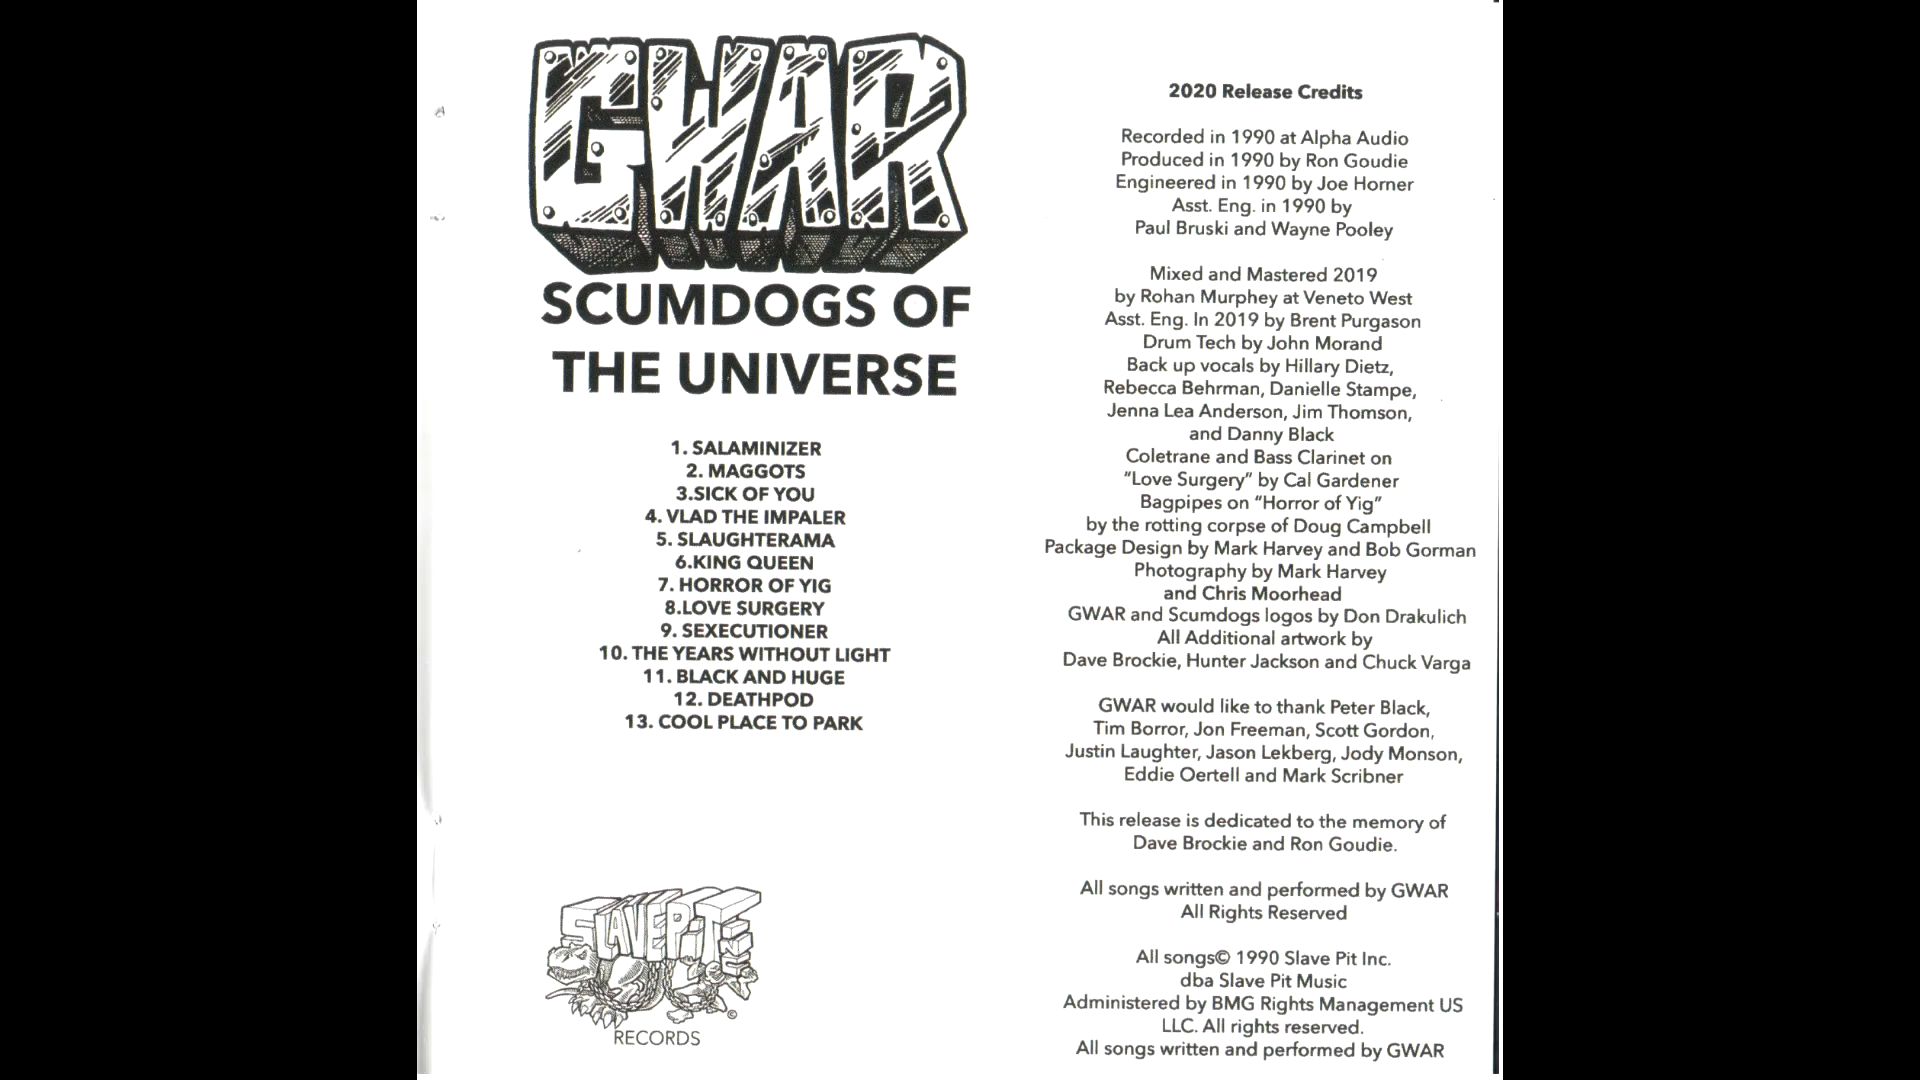 GWAR
SCUMDOGS OF
THE UNIVERSE
1. SALAMINIZER
2. MAGGOTS
3.SICK OF YOU
4. VLAD THE IMPALER
5. SLAUGHTERAMA
6.KING QUEEN
7. HORROR OF YIG
8.LOVE SURGERY
9. SEXECUTIONER
10. THE YEARS WITHOUT LIGHT
11. BLACK AND HUGE
12. DEATHPOD
13. COOL PLACE TO PARK
SLAVE PiT INC
©
RECORDS
2020 Release Credits
Recorded in 1990 at Alpha Audio
Produced in 1990 by Ron Goudie
Engineered in 1990 by Joe Horner
Asst. Eng. in 1990 by
Paul Bruski and Wayne Pooley
Mixed and Mastered 2019
by Rohan Murphey at Veneto West
Asst. Eng. In 2019 by Brent Purgason
Drum Tech by John Morand
Back up vocals by Hillary Dietz,
Rebecca Behrman, Danielle Stampe,
Jenna Lea Anderson, Jim Thomson,
and Danny Black
Coletrane and Bass Clarinet on
“Love Surgery” by Cal Gardener
Bagpipes on “Horror of Yig”
by the rotting corpse of Doug Campbell
Package Design by Mark Harvey and Bob Gorman
Photography by Mark Harvey
and Chris Moorhead
GWAR and Scumdogs logos by Don Drakulich
All Additional artwork by
Dave Brockie, Hunter Jackson and Chuck Varga
GWAR would like to thank Peter Black,
Tim Borror, Jon Freeman, Scott Gordon,
Justin Laughter, Jason Lekberg, Jody Monson,
Eddie Oertell and Mark Scribner
This release is dedicated to the memory of
Dave Brockie and Ron Goudie.
All songs written and performed by GWAR
All Rights Reserved
All songs© 1990 Slave Pit Inc.
dba Slave Pit Music
Administered by BMG Rights Management US
LLC. All rights reserved.
All songs written and performed by GWAR